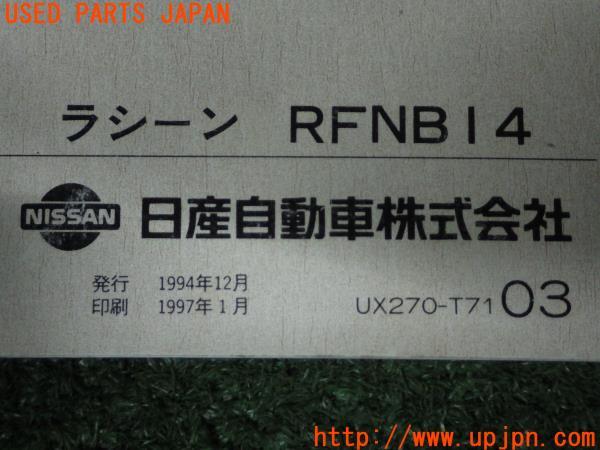 USED PARTS JAPAN
ラシーン RFNB14
NISSAN 日産自動車株式会社
発行 1994年12月
印刷 1997年1月
UX270-T7103
http://www.upjpn.com